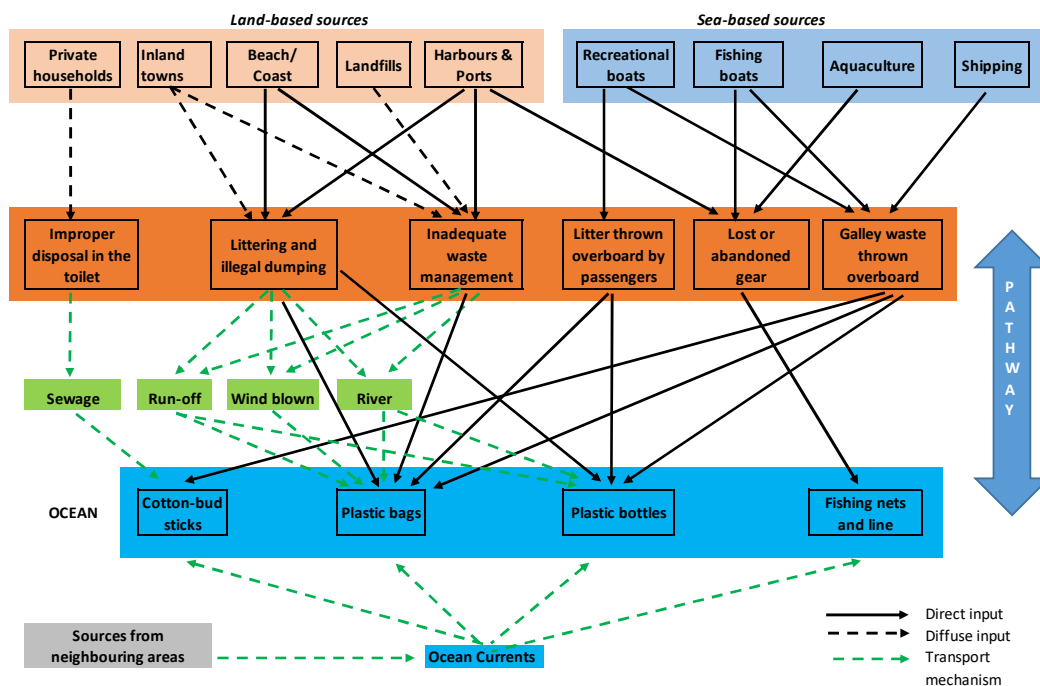 Land-based sources
Sea-based sources
Private
households
Inland
towns
Beach/
Coast
Landfills
Harbours &
Ports
Recreational
boats
Fishing
boats
Aquaculture
Shipping
Improper
disposal in the
toilet
Littering and
illegal dumping
Inadequate
waste
management
Litter thrown
overboard by
passengers
Lost or
abandoned
gear
Galley waste
thrown
overboard
PATHWAY
Sewage
Run-off
Wind blown
River
OCEAN
Cotton-bud
sticks
Plastic bags
Plastic bottles
Fishing nets
and line
Sources from
neighbouring areas
Ocean Currents
Direct input
Diffuse input
Transport
mechanism